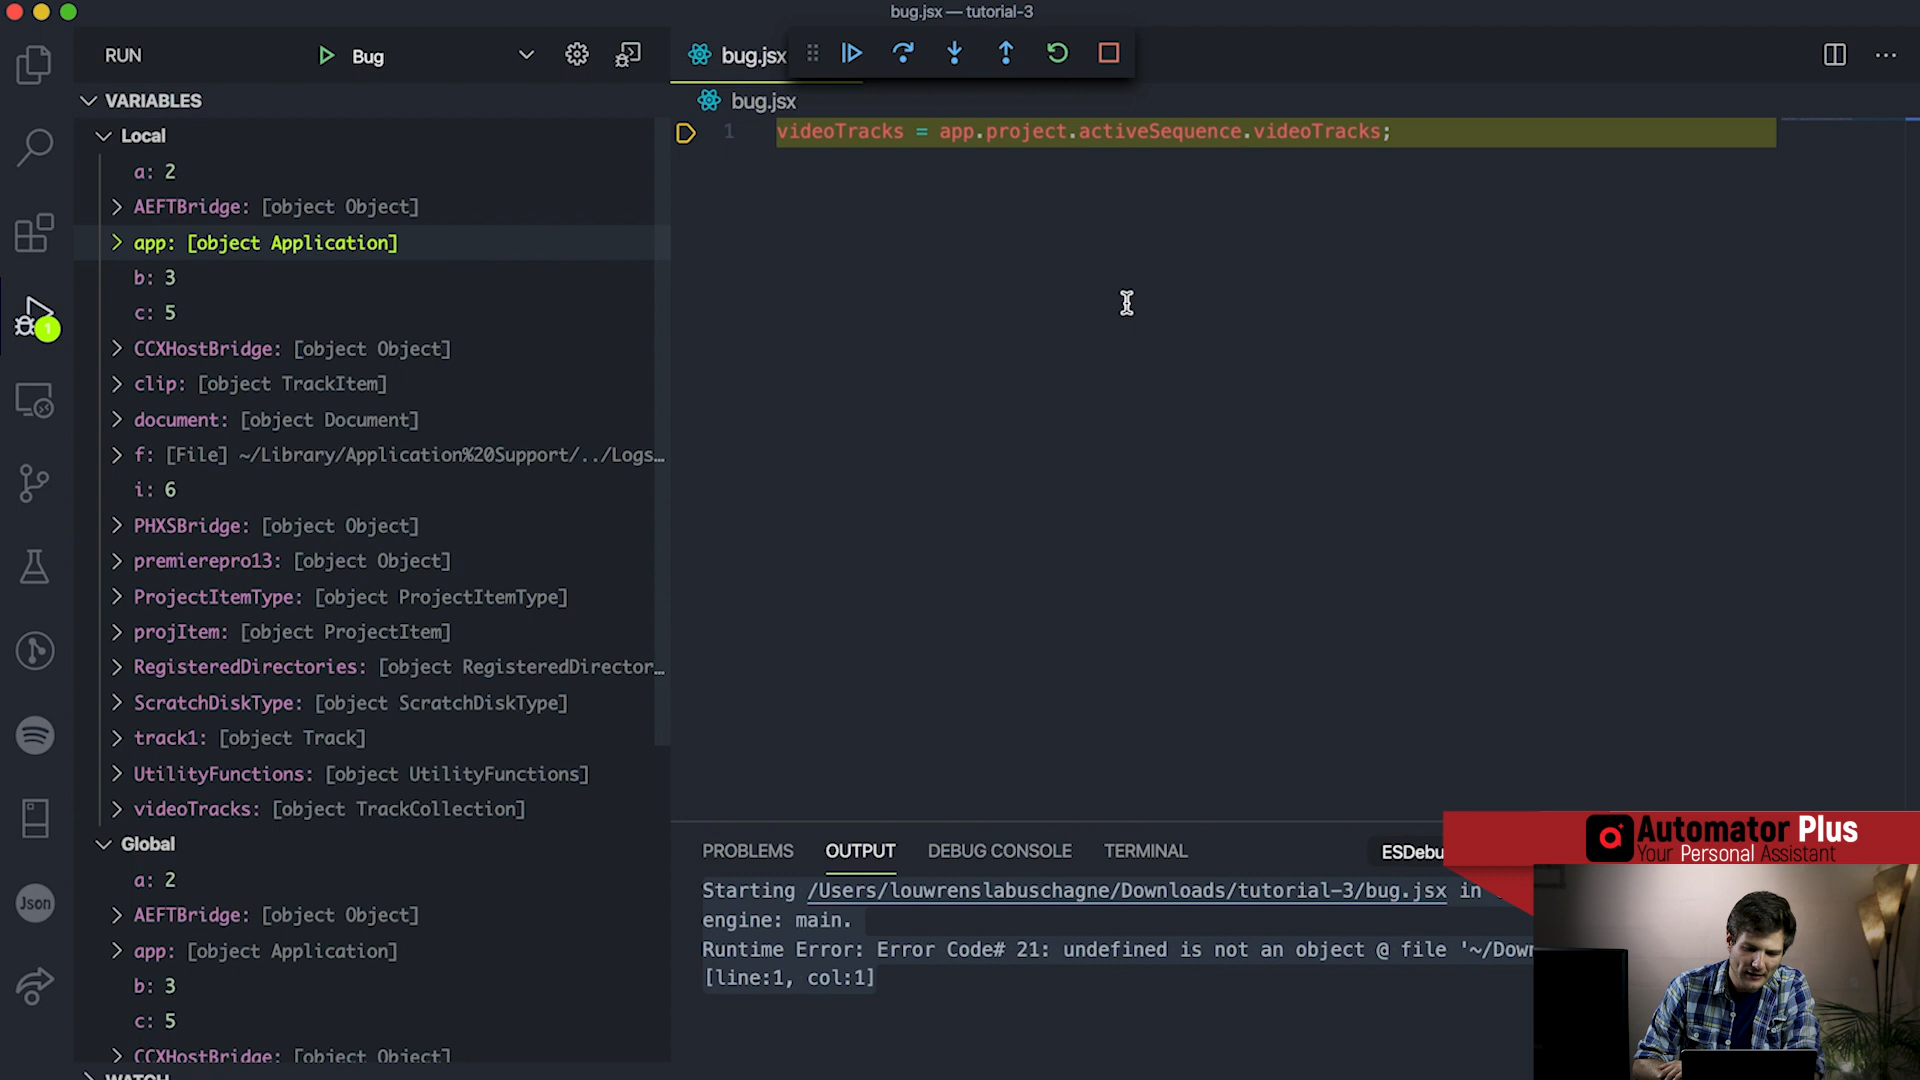 bug.jsx — tutorial-3
RUN
Bug
bug.jsx
VARIABLES
Local
a: 2
AEFTBridge: [object Object]
app: [object Application]
b: 3
c: 5
CCXHostBridge: [object Object]
clip: [object TrackItem]
document: [object Document]
f: [File] ~/Library/Application%20Support/../Logs…
i: 6
PHXSBridge: [object Object]
premierepro13: [object Object]
ProjectItemType: [object ProjectItemType]
projItem: [object ProjectItem]
RegisteredDirectories: [object RegisteredDirector…
ScratchDiskType: [object ScratchDiskType]
track1: [object Track]
UtilityFunctions: [object UtilityFunctions]
videoTracks: [object TrackCollection]
Global
a: 2
AEFTBridge: [object Object]
app: [object Application]
b: 3
c: 5
CCXHostBridge: [object Object]
WATCH
1
Json
bug.jsx
1 videoTracks = app.project.activeSequence.videoTracks;
PROBLEMS OUTPUT DEBUG CONSOLE TERMINAL
ESDebu
Starting /Users/louwrenslabuschagne/Downloads/tutorial-3/bug.jsx in
engine: main.
Runtime Error: Error Code# 21: undefined is not an object @ file '~/Dow
[line:1, col:1]
Automator Plus
Your Personal Assistant